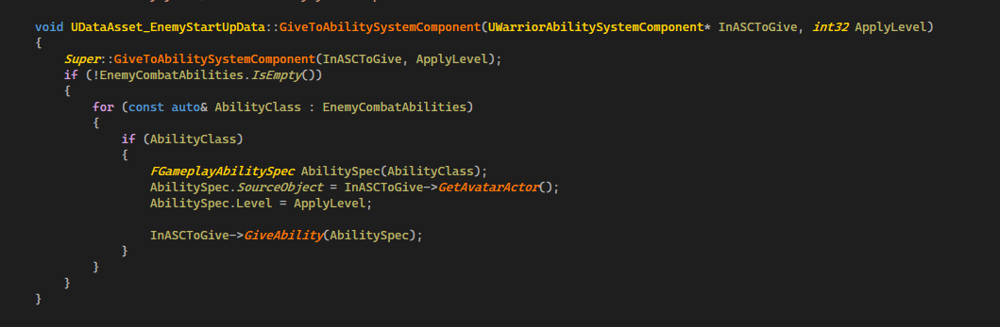 void UDataAsset_EnemyStartUpData::GiveToAbilitySystemComponent(UWarriorAbilitySystemComponent* InASCToGive, int32 ApplyLevel)
{
    Super::GiveToAbilitySystemComponent(InASCToGive, ApplyLevel);
    if (!EnemyCombatAbilities.IsEmpty())
    {
        for (const auto& AbilityClass : EnemyCombatAbilities)
        {
            if (AbilityClass)
            {
                FGameplayAbilitySpec AbilitySpec(AbilityClass);
                AbilitySpec.SourceObject = InASCToGive->GetAvatarActor();
                AbilitySpec.Level = ApplyLevel;

                InASCToGive->GiveAbility(AbilitySpec);
            }
        }
    }
}